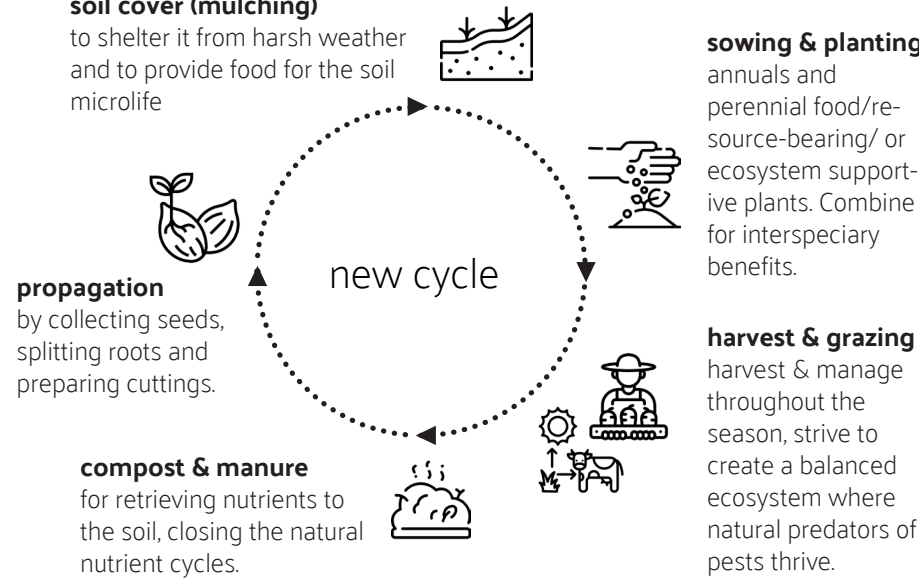 soil cover (mulching)
to shelter it from harsh weather
and to provide food for the soil
microlife
sowing & planting
annuals and
perennial food/re-
source-bearing/ or
ecosystem support-
ive plants. Combine
for interspeciary
benefits.
new cycle
propagation
by collecting seeds,
splitting roots and
preparing cuttings.
harvest & grazing
harvest & manage
throughout the
season, strive to
create a balanced
ecosystem where
natural predators of
pests thrive.
compost & manure
for retrieving nutrients to
the soil, closing the natural
nutrient cycles.